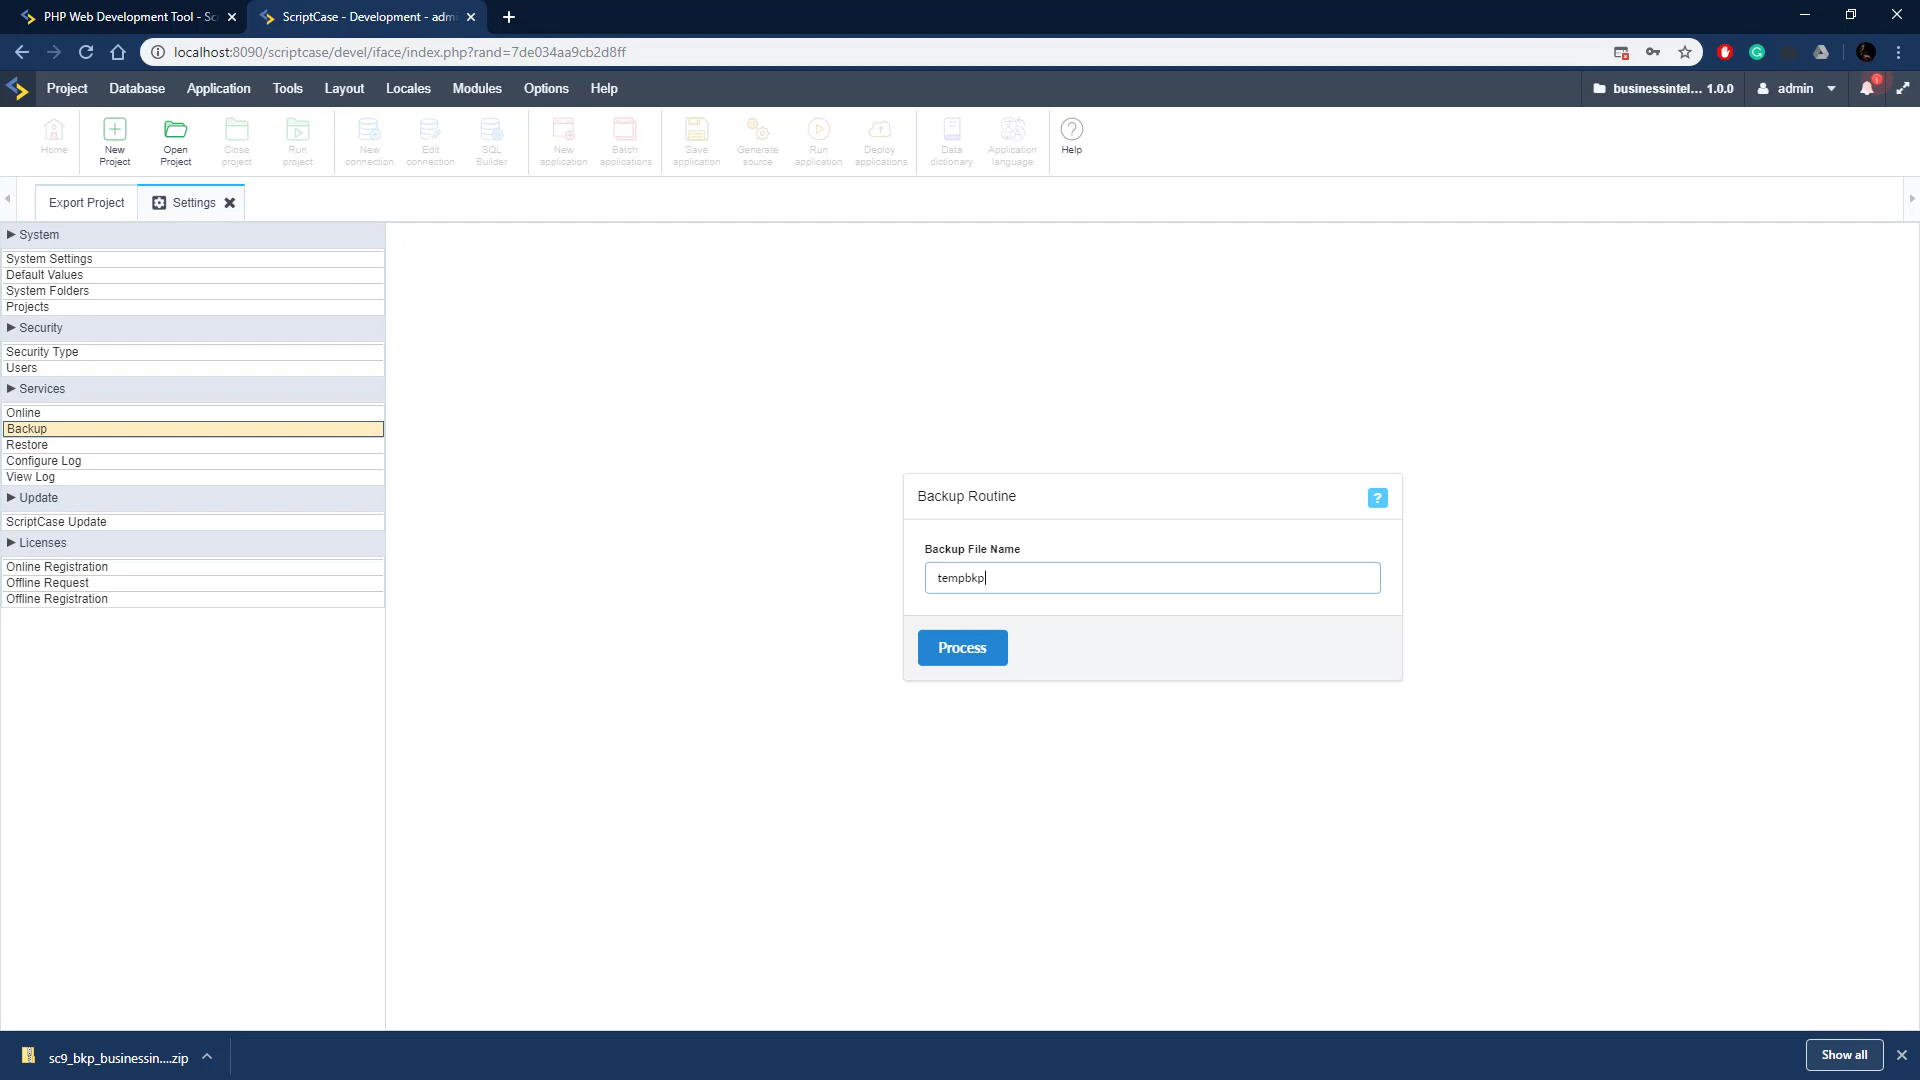 PHP Web Development Tool - Sc
ScriptCase - Development - adm
localhost:8090/scriptcase/devel/iface/index.php?rand=7de034aa9cb2d8ff
Project Database Application Tools Layout Locales Modules Options Help
businessintel... 1.0.0
admin
1
Home
New Project
Open Project
Close project
Run project
New connection
Edit connection
SQL Builder
New application
Batch applications
Save application
Generate source
Run application
Deploy applications
Data dictionary
Application language
Help
Export Project
Settings
System
System Settings
Default Values
System Folders
Projects
Security
Security Type
Users
Services
Online
Backup
Restore
Configure Log
View Log
Update
ScriptCase Update
Licenses
Online Registration
Offline Request
Offline Registration
Backup Routine
?
Backup File Name
tempbkp
Process
sc9_bkp_businessin....zip
Show all